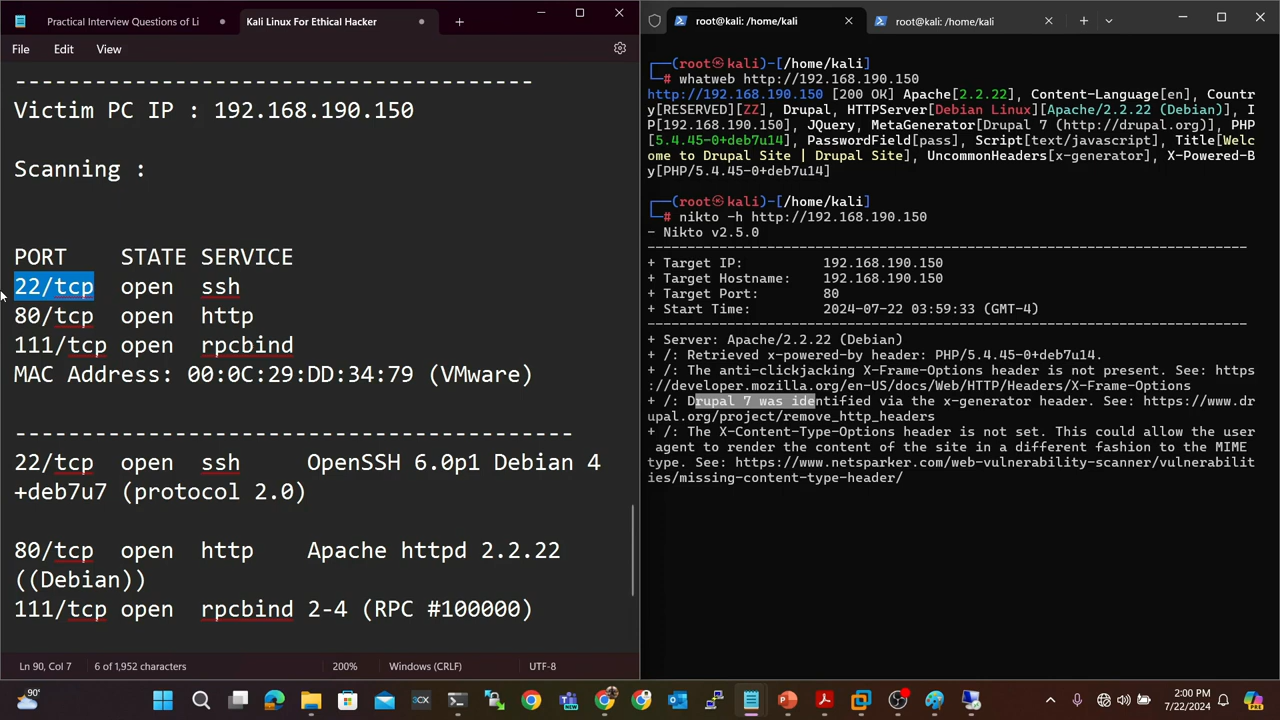 Practical Interview Questions of Li
Kali Linux For Ethical Hacker
File Edit View
------------------------------------
Victim PC IP : 192.168.190.150
Scanning :
PORT STATE SERVICE
22/tcp open ssh
80/tcp open http
111/tcp open rpcbind
MAC Address: 00:0C:29:DD:34:79 (VMware)
------------------------------------------
22/tcp open ssh OpenSSH 6.0p1 Debian 4
+deb7u7 (protocol 2.0)
80/tcp open http Apache httpd 2.2.22
((Debian))
111/tcp open rpcbind 2-4 (RPC #100000)
Ln 90, Col 7 6 of 1,952 characters 200% Windows (CRLF) UTF-8
root@kali: /home/kali
root@kali: /home/kali
(root㉿kali)-[/home/kali]
# whatweb http://192.168.190.150
http://192.168.190.150 [200 OK] Apache[2.2.22], Content-Language[en], Countr
y[RESERVED][ZZ], Drupal, HTTPServer[Debian Linux][Apache/2.2.22 (Debian)], I
P[192.168.190.150], JQuery, MetaGenerator[Drupal 7 (http://drupal.org)], PHP
[5.4.45-0+deb7u14], PasswordField[pass], Script[text/javascript], Title[Welc
ome to Drupal Site | Drupal Site], UncommonHeaders[x-generator], X-Powered-B
y[PHP/5.4.45-0+deb7u14]
(root㉿kali)-[/home/kali]
# nikto -h http://192.168.190.150
- Nikto v2.5.0
---------------------------------------------------------------------------
+ Target IP: 192.168.190.150
+ Target Hostname: 192.168.190.150
+ Target Port: 80
+ Start Time: 2024-07-22 03:59:33 (GMT-4)
---------------------------------------------------------------------------
+ Server: Apache/2.2.22 (Debian)
+ /: Retrieved x-powered-by header: PHP/5.4.45-0+deb7u14.
+ /: The anti-clickjacking X-Frame-Options header is not present. See: https
://developer.mozilla.org/en-US/docs/Web/HTTP/Headers/X-Frame-Options
+ /: Drupal 7 was identified via the x-generator header. See: https://www.dr
upal.org/project/remove_http_headers
+ /: The X-Content-Type-Options header is not set. This could allow the user
agent to render the content of the site in a different fashion to the MIME
type. See: https://www.netsparker.com/web-vulnerability-scanner/vulnerabilit
ies/missing-content-type-header/
90°
2:00 PM
7/22/2024